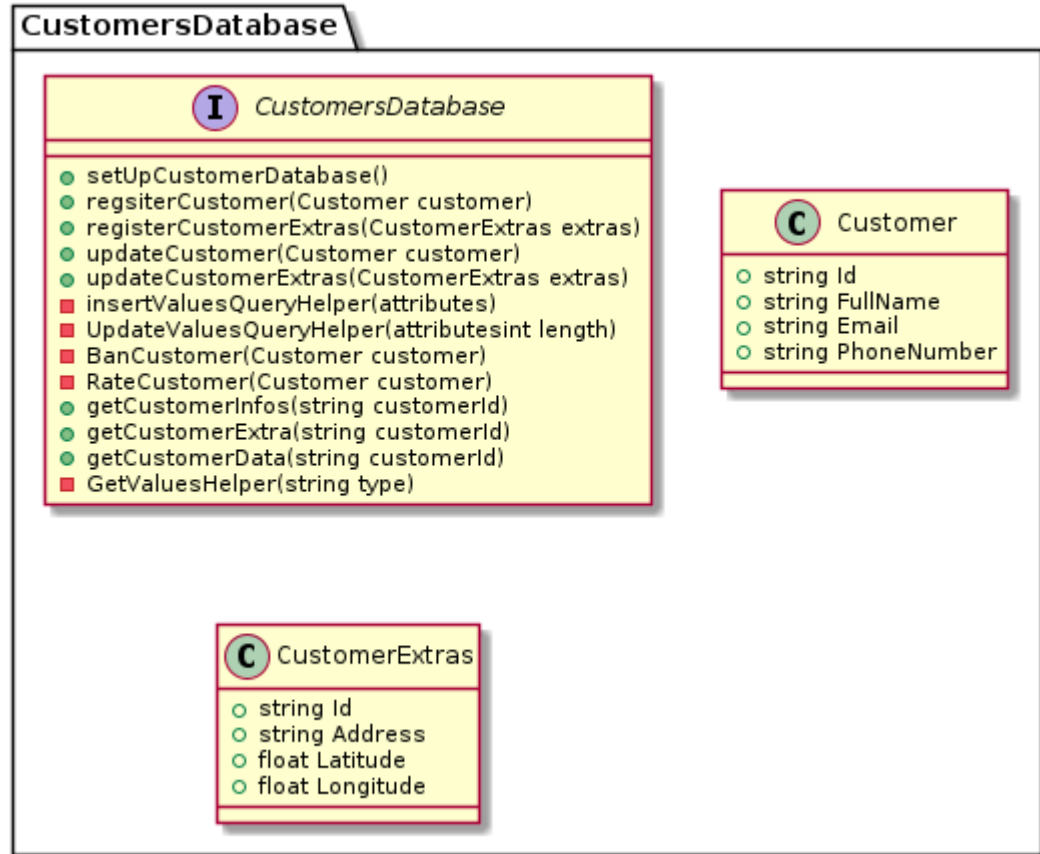 CustomersDatabase
I CustomersDatabase
setUpCustomerDatabase()
regsiterCustomer(Customer customer)
registerCustomerExtras(CustomerExtras extras)
updateCustomer(Customer customer)
updateCustomerExtras(CustomerExtras extras)
insertValuesQueryHelper(attributes)
UpdateValuesQueryHelper(attributesint length)
BanCustomer(Customer customer)
RateCustomer(Customer customer)
getCustomerInfos(string customerId)
getCustomerExtra(string customerId)
getCustomerData(string customerId)
GetValuesHelper(string type)
C Customer
string Id
string FullName
string Email
string PhoneNumber
C CustomerExtras
string Id
string Address
float Latitude
float Longitude